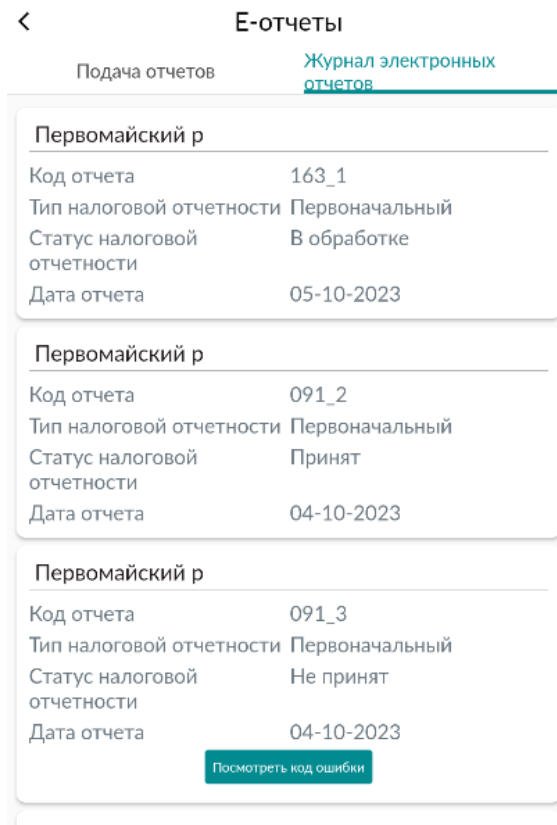 Е-отчеты
Подача отчетов
Журнал электронных
отчетов
Первомайский р
Код отчета 163_1
Тип налоговой отчетности Первоначальный
Статус налоговой В обработке
отчетности
Дата отчета 05-10-2023
Первомайский р
Код отчета 091_2
Тип налоговой отчетности Первоначальный
Статус налоговой Принят
отчетности
Дата отчета 04-10-2023
Первомайский р
Код отчета 091_3
Тип налоговой отчетности Первоначальный
Статус налоговой Не принят
отчетности
Дата отчета 04-10-2023
Посмотреть код ошибки